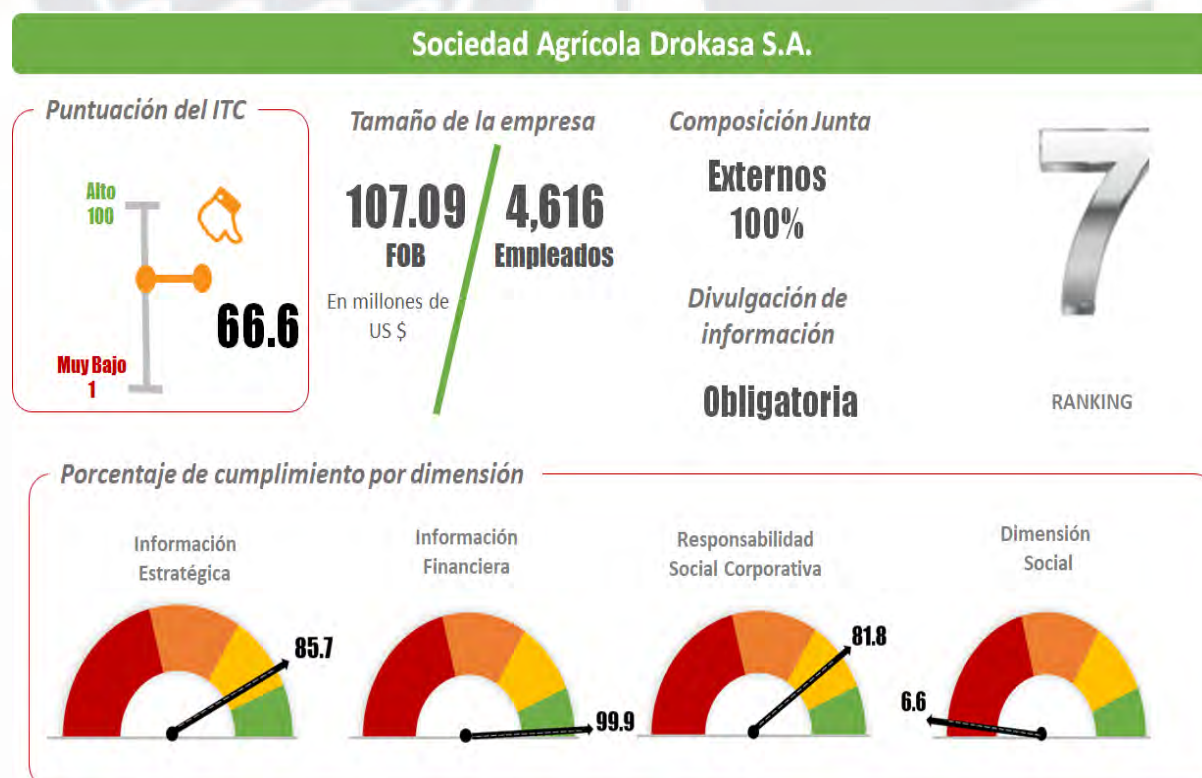 Sociedad Agrícola Drokasa S.A.
Puntuación del ITC
Alto
100
66.6
Muy Bajo
1
Tamaño de la empresa
107.09
FOB
En millones de
US $
4,616
Empleados
Composición Junta
Externos
100%
Divulgación de
información
Obligatoria
7
RANKING
Porcentaje de cumplimiento por dimensión
Información
Estratégica
85.7
Información
Financiera
99.9
Responsabilidad
Social Corporativa
81.8
Dimensión
Social
6.6